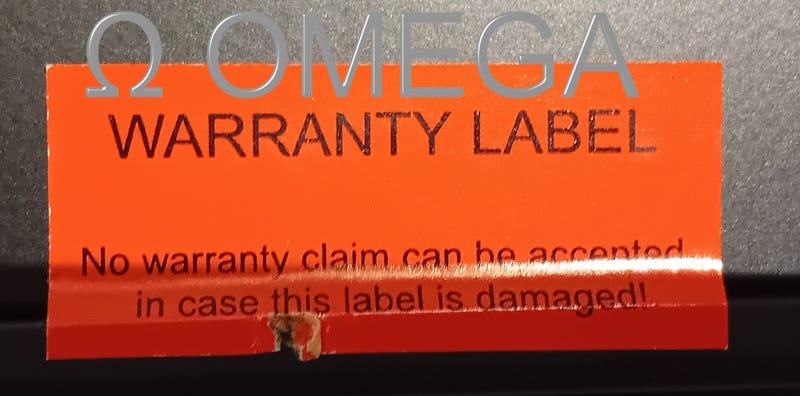 Ω OMEGA
WARRANTY LABEL
No warranty claim can be accepted
in case this label is damaged!